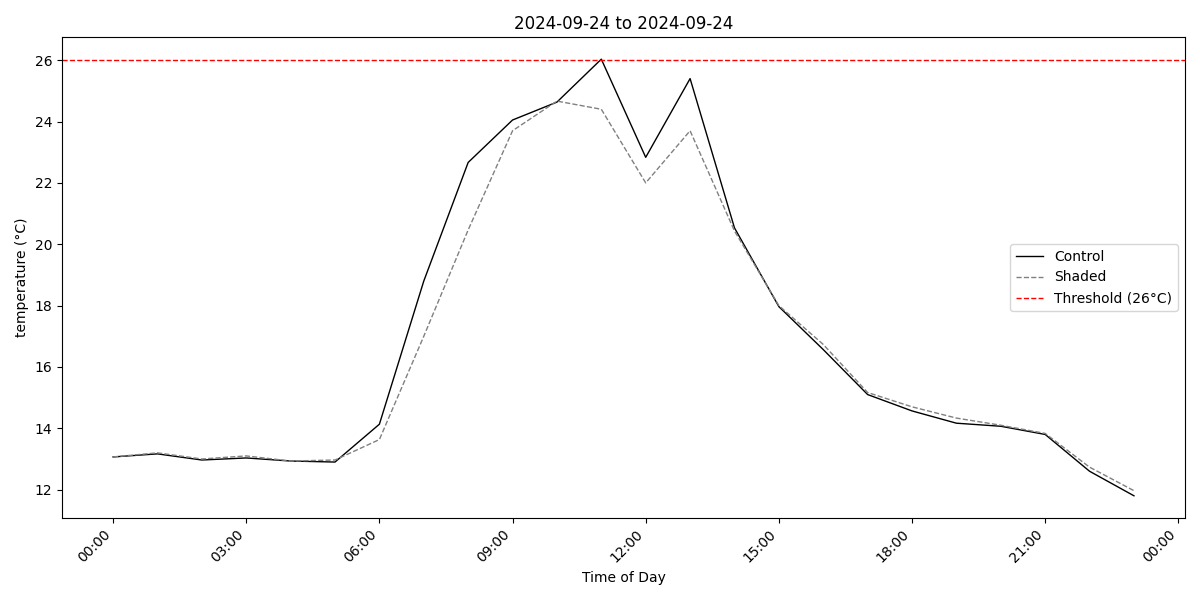 2024-09-24 to 2024-09-24
temperature (°C)
26
24
22
20
18
16
14
12
Control
Shaded
Threshold (26°C)
00:00
03:00
06:00
09:00
12:00
15:00
18:00
21:00
00:00
Time of Day